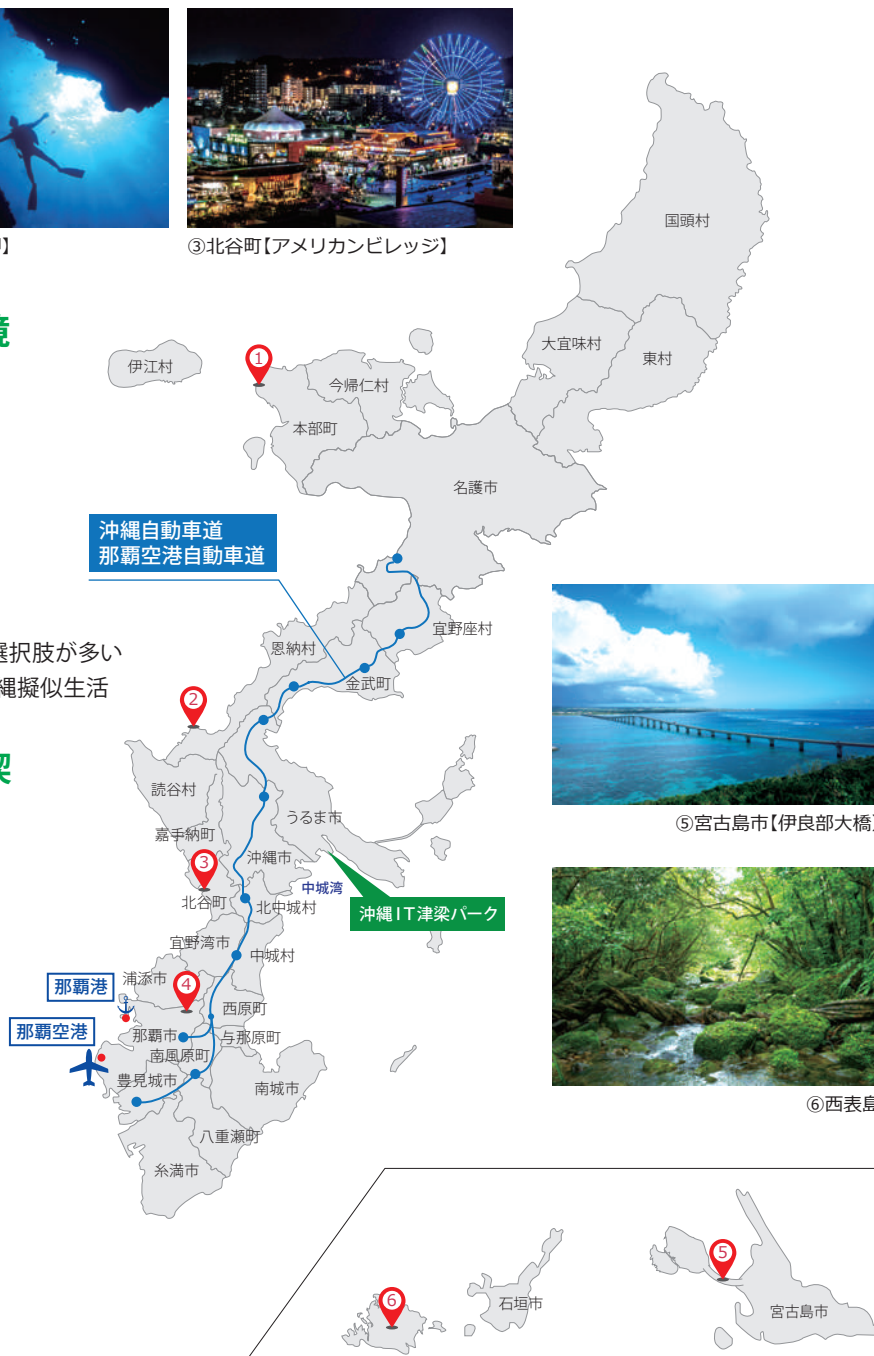 】
③北谷町【アメリカンビレッジ】
境
選択肢が多い
縄擬似生活
国頭村
大宜味村
東村
伊江村
①
今帰仁村
本部町
名護市
沖縄自動車道
那覇空港自動車道
宜野座村
恩納村
金武町
②
読谷村
うるま市
嘉手納町
沖縄市
③
中城湾
北谷町
北中城村
沖縄IT津梁パーク
宜野湾市
中城村
浦添市
④
那覇港
西原町
那覇空港
那覇市
与那原町
南風原町
豊見城市
南城市
八重瀬町
糸満市
⑤宮古島市【伊良部大橋】
⑥西表島
⑤
⑥
石垣市
宮古島市